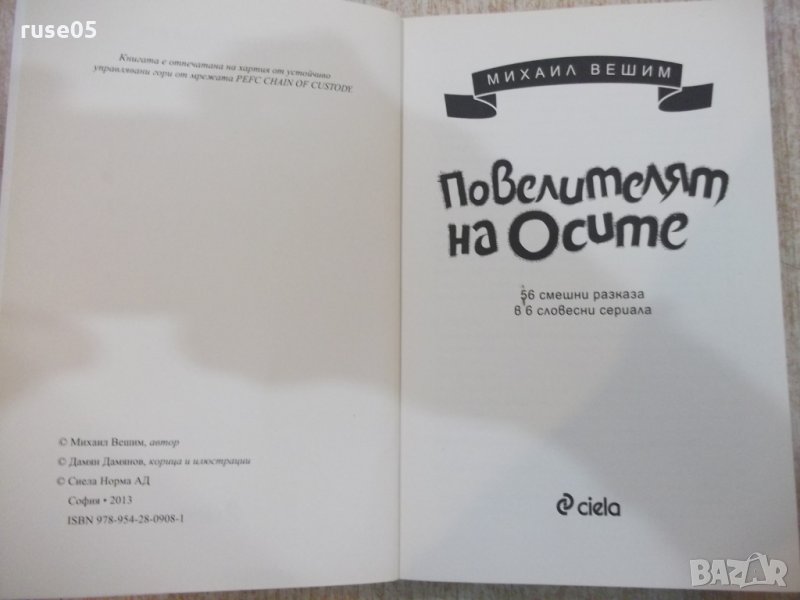 ruse05
Книгата е отпечатана на хартия от устойчиво
управлявани гори от мрежата PEFC CHAIN OF CUSTODY.
© Михаил Вешим, автор
© Дамян Дамянов, корица и илюстрации
© Сиела Норма АД
София • 2013
ISBN 978-954-28-0908-1
МИХАИЛ ВЕШИМ
Повелителят
на Осите
56 смешни разказа
в 6 словесни сериала
ciela
BAZAR